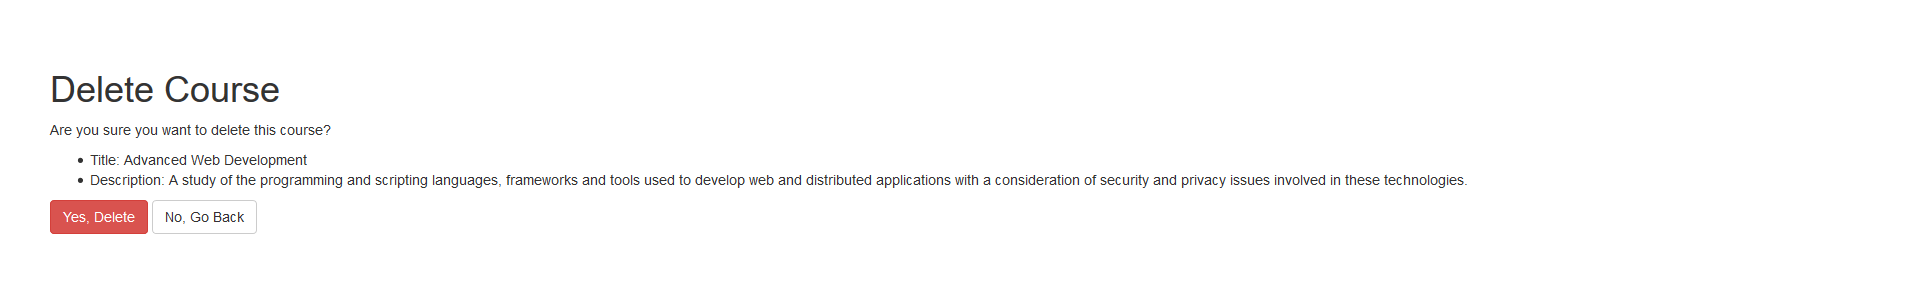 Delete Course
Are you sure you want to delete this course?
Title: Advanced Web Development
Description: A study of the programming and scripting languages, frameworks and tools used to develop web and distributed applications with a consideration of security and privacy issues involved in these technologies.
Yes, Delete No, Go Back